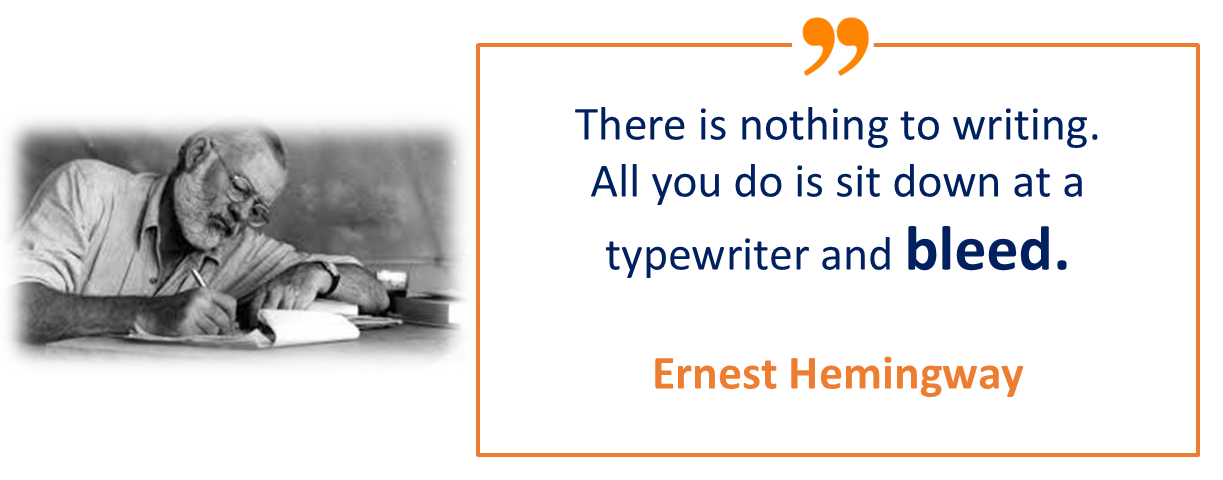 ”
There is nothing to writing.
All you do is sit down at a
typewriter and bleed.
Ernest Hemingway